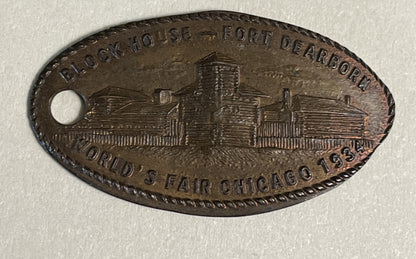 BLOCK HOUSE - FORT DEARBORN
WORLD'S FAIR CHICAGO 1934